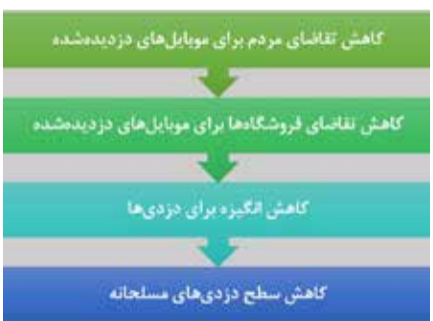 کاهش تقاضای مردم برای موبایل‌های دزدیده‌شده
کاهش تقاضای فروشگاه‌ها برای موبایل‌های دزدیده‌شده
کاهش انگیزه برای دزدی‌ها
کاهش سطح دزدی‌های مسلحانه